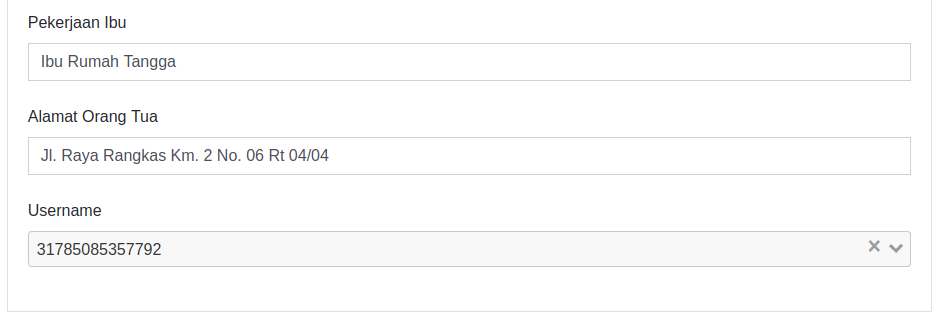 Pekerjaan Ibu
Ibu Rumah Tangga
Alamat Orang Tua
Jl. Raya Rangkas Km. 2 No. 06 Rt 04/04
Username
31785085357792